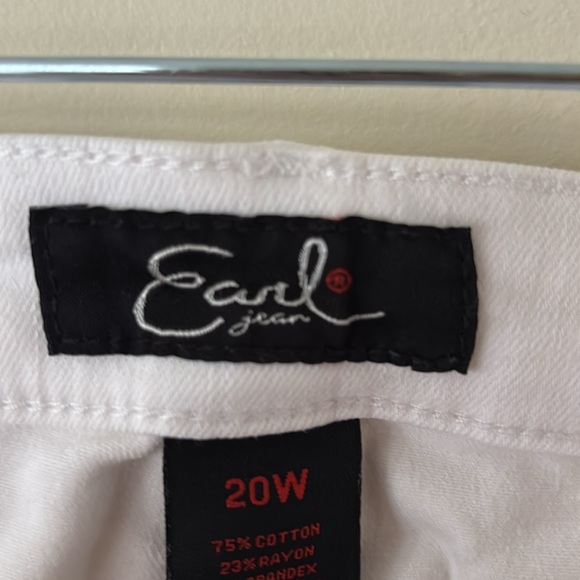 Earl®
jean
20W
75% COTTON
23% RAYON